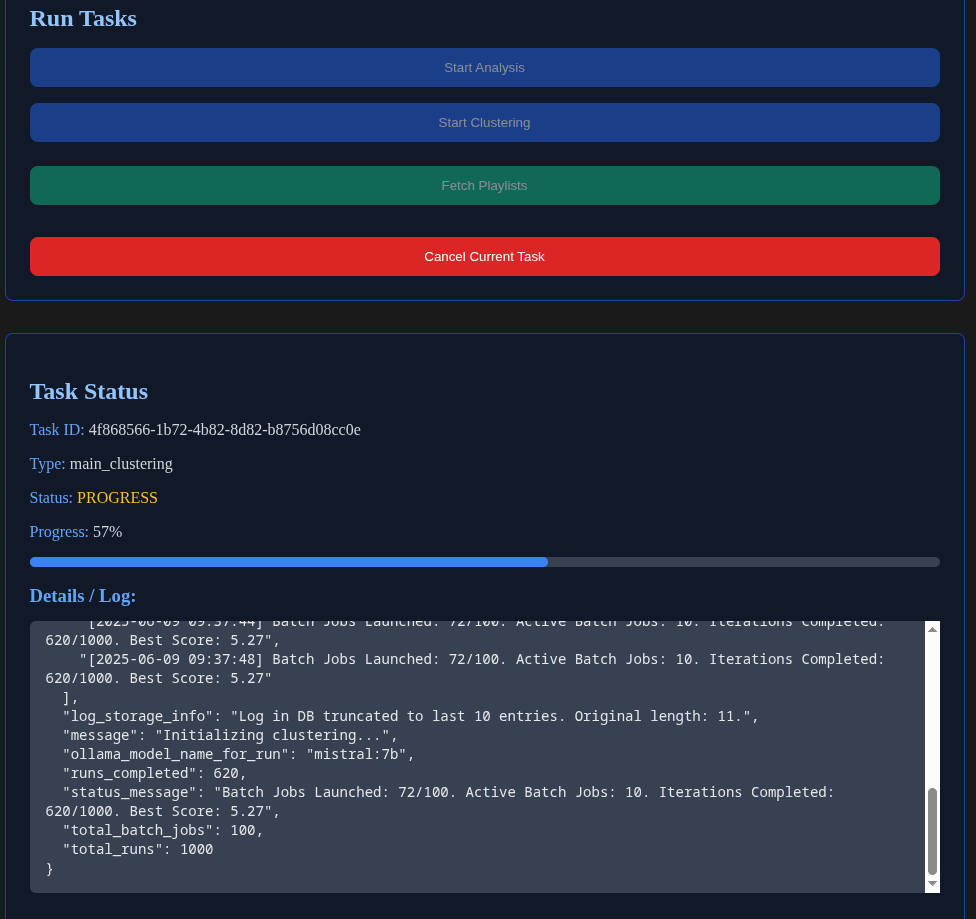 Run Tasks
Start Analysis
Start Clustering
Fetch Playlists
Cancel Current Task
Task Status
Task ID: 4f868566-1b72-4b82-8d82-b8756d08cc0e
Type: main_clustering
Status: PROGRESS
Progress: 57%
Details / Log:
"[2025-06-09 09:37:44] Batch Jobs Launched: 72/100. Active Batch Jobs: 10. Iterations Completed:
620/1000. Best Score: 5.27",
"[2025-06-09 09:37:48] Batch Jobs Launched: 72/100. Active Batch Jobs: 10. Iterations Completed:
620/1000. Best Score: 5.27"
],
"log_storage_info": "Log in DB truncated to last 10 entries. Original length: 11.",
"message": "Initializing clustering...",
"ollama_model_name_for_run": "mistral:7b",
"runs_completed": 620,
"status_message": "Batch Jobs Launched: 72/100. Active Batch Jobs: 10. Iterations Completed:
620/1000. Best Score: 5.27",
"total_batch_jobs": 100,
"total_runs": 1000
}